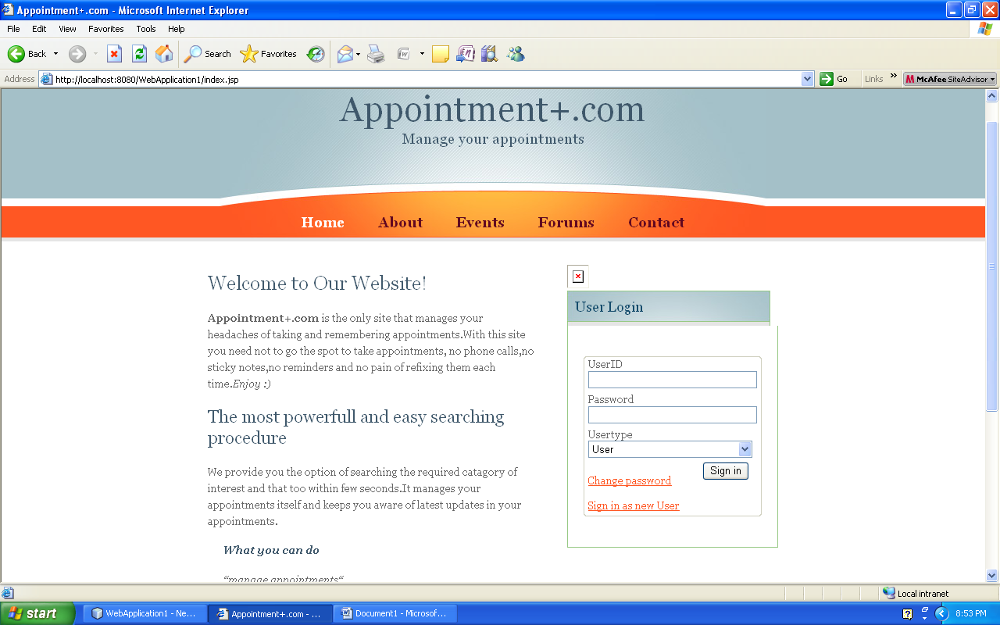 Appointment+.com - Microsoft Internet Explorer
File Edit View Favorites Tools Help
Back Search Favorites
Address http://localhost:8080/WebApplication1/index.jsp Go Links » McAfee SiteAdvisor
Appointment+.com
Manage your appointments
Home About Events Forums Contact
Welcome to Our Website!
Appointment+.com is the only site that manages your
headaches of taking and remembering appointments.With this site
you need not to go the spot to take appointments, no phone calls,no
sticky notes,no reminders and no pain of refixing them each
time.Enjoy :)
The most powerfull and easy searching
procedure
We provide you the option of searching the required catagory of
interest and that too within few seconds.It manages your
appointments itself and keeps you aware of latest updates in your
appointments.
What you can do
“manage appointments“
User Login
UserID
Password
Usertype
User
Sign in
Change password
Sign in as new User
Local intranet
start WebApplication1 - Ne... Appointment+.com - ... Document1 - Microsof... 8:53 PM